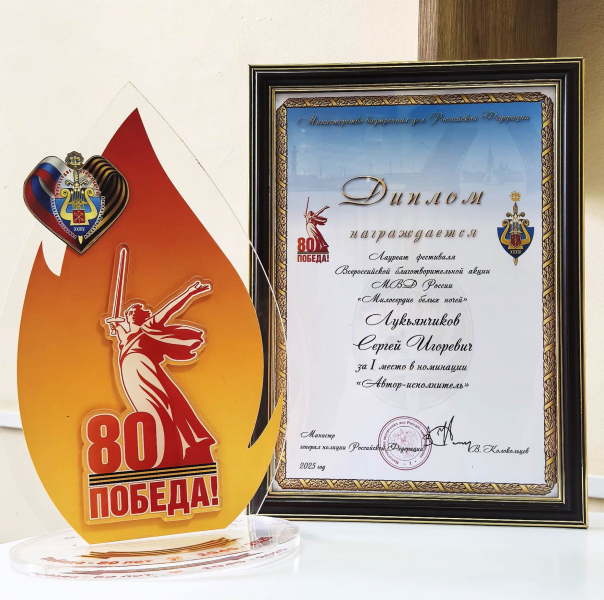 80
ПОБЕДА!
Министерство внутренних дел Российской Федерации
Диплом
награждается
80
ПОБЕДА!
Лауреат фестиваля
Всероссийской благотворительной акции
МВД России
«Милосердие белых ночей»
Лукьянчиков
Сергей Игоревич
за I место в номинации
«Автор-исполнитель»
Министр
генерал полиции Российской Федерации
В. Колокольцев
2025 год